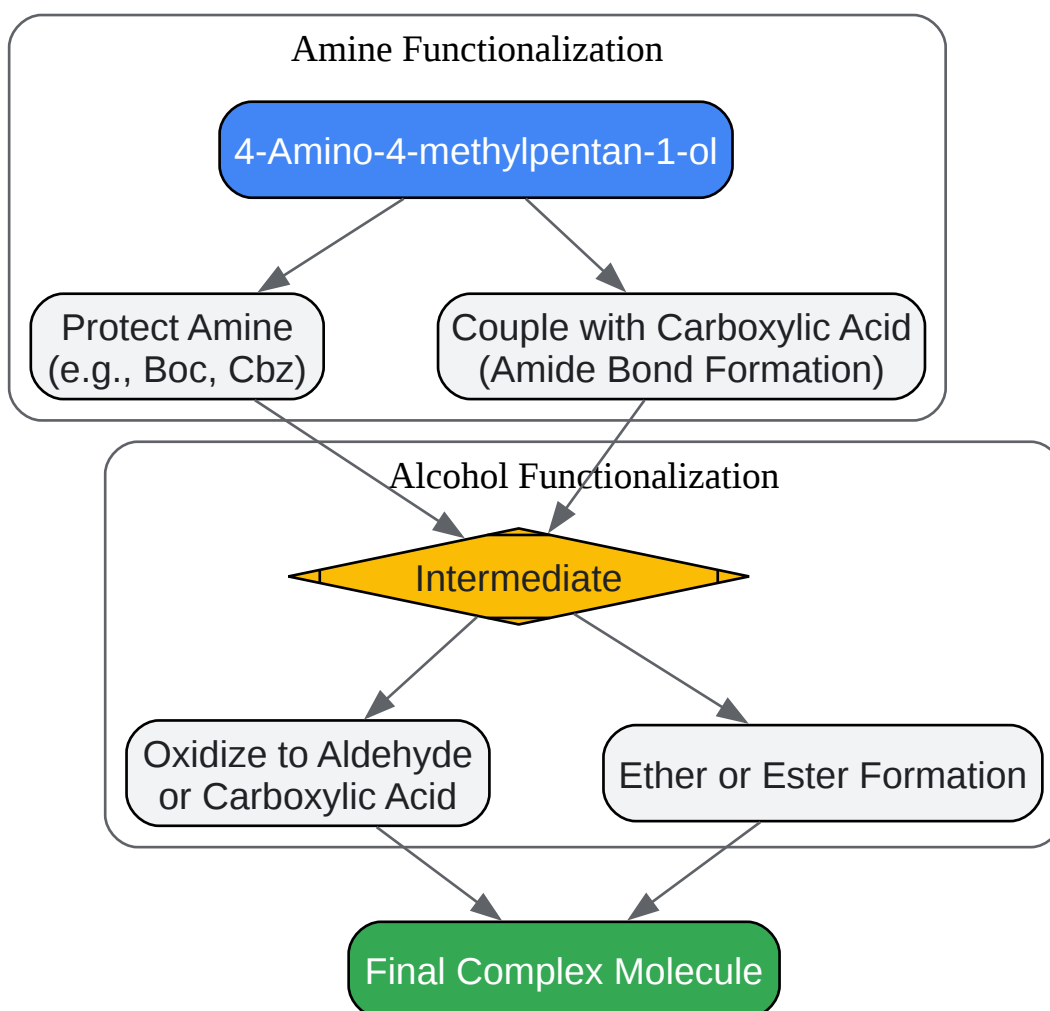 Amine Functionalization
4-Amino-4-methylpentan-1-ol
Protect Amine
(e.g., Boc, Cbz)
Couple with Carboxylic Acid
(Amide Bond Formation)
Alcohol Functionalization
Intermediate
Oxidize to Aldehyde
or Carboxylic Acid
Ether or Ester Formation
Final Complex Molecule